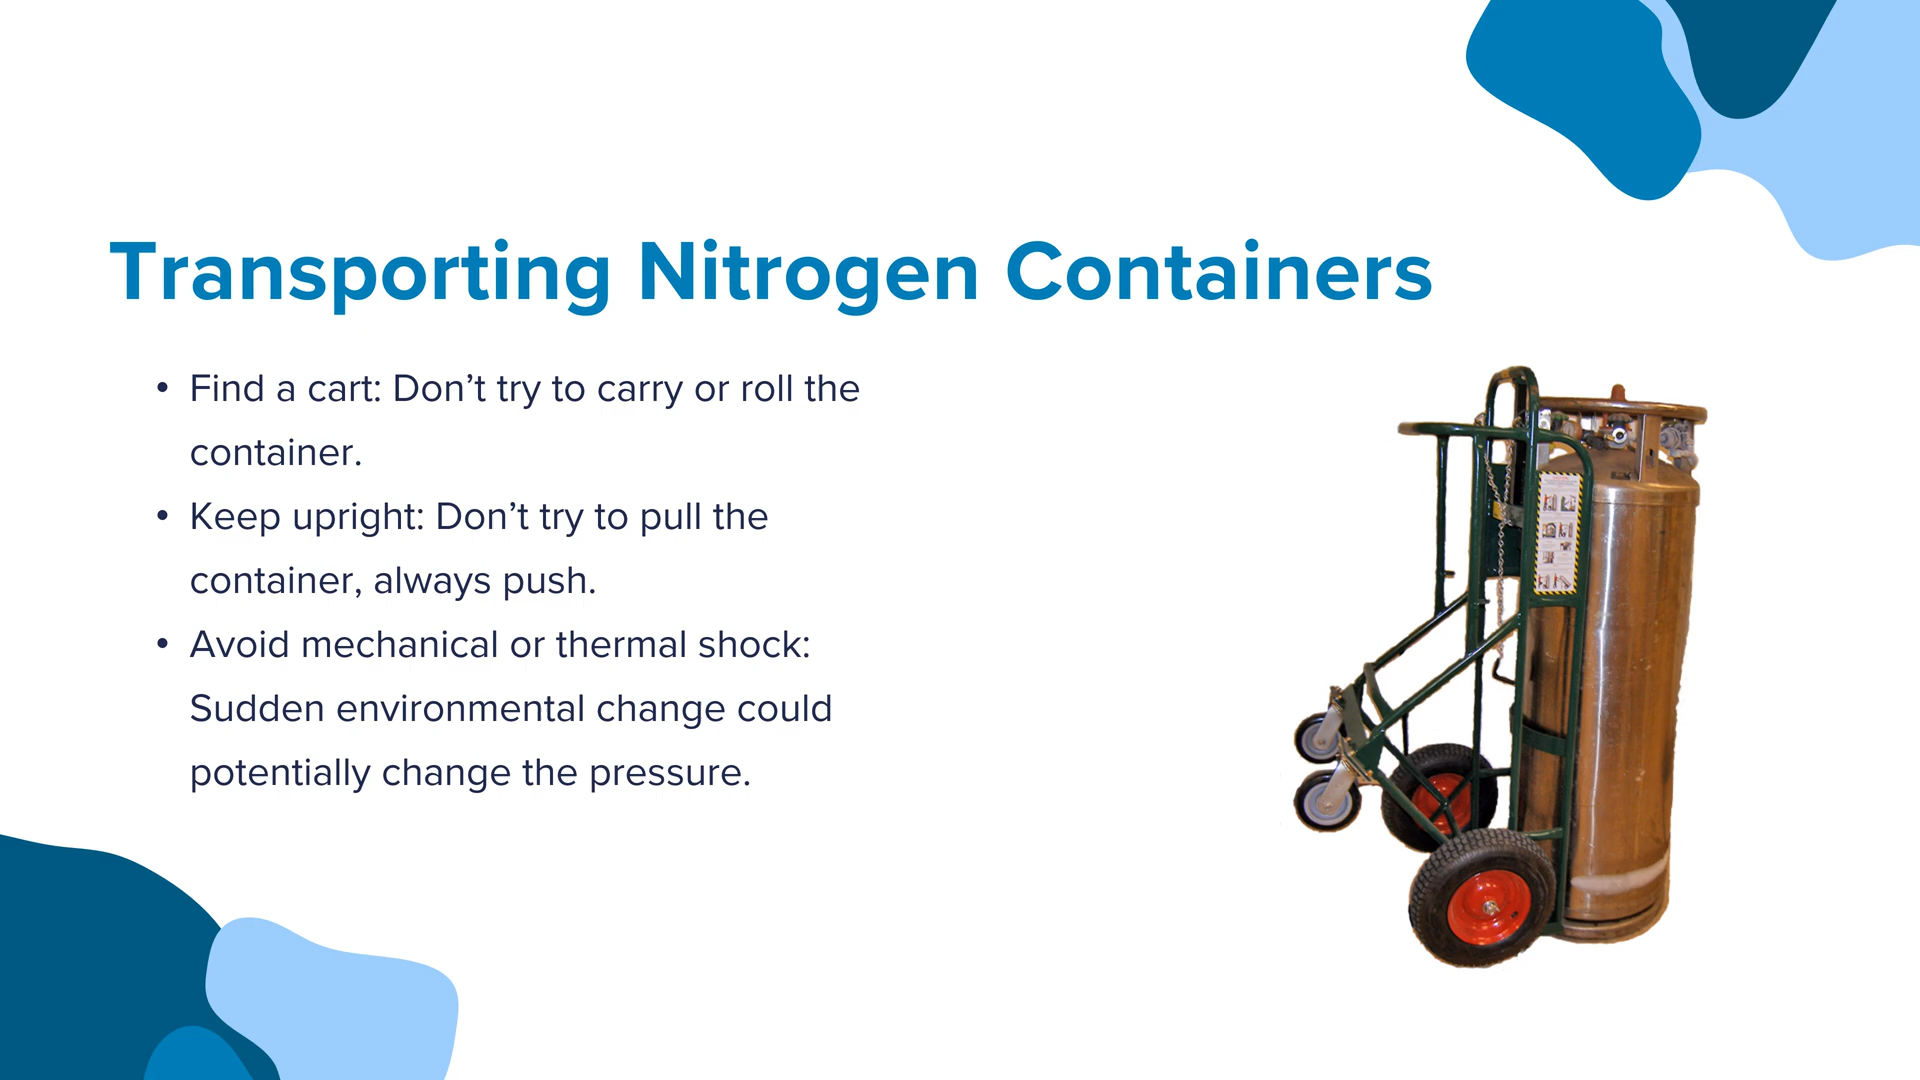 Transporting Nitrogen Containers
• Find a cart: Don’t try to carry or roll the
container.
• Keep upright: Don’t try to pull the
container, always push.
• Avoid mechanical or thermal shock:
Sudden environmental change could
potentially change the pressure.